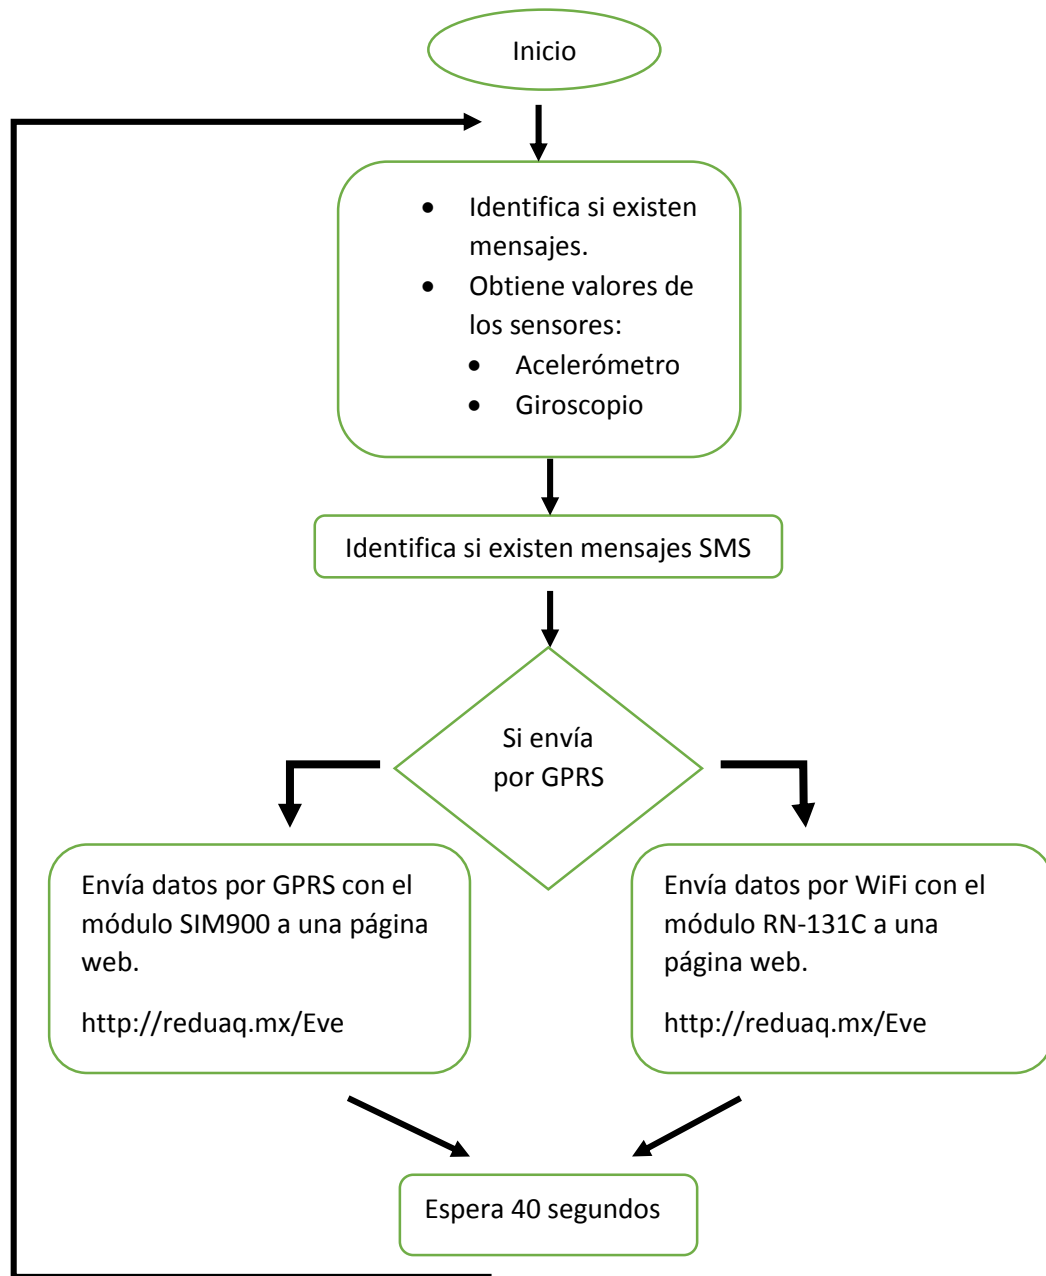 Inicio
• Identifica si existen
mensajes.
• Obtiene valores de
los sensores:
• Acelerómetro
• Giroscopio
Identifica si existen mensajes SMS
Si envía
por GPRS
Envía datos por GPRS con el
módulo SIM900 a una página
web.
http://reduaq.mx/Eve
Envía datos por WiFi con el
módulo RN-131C a una
página web.
http://reduaq.mx/Eve
Espera 40 segundos